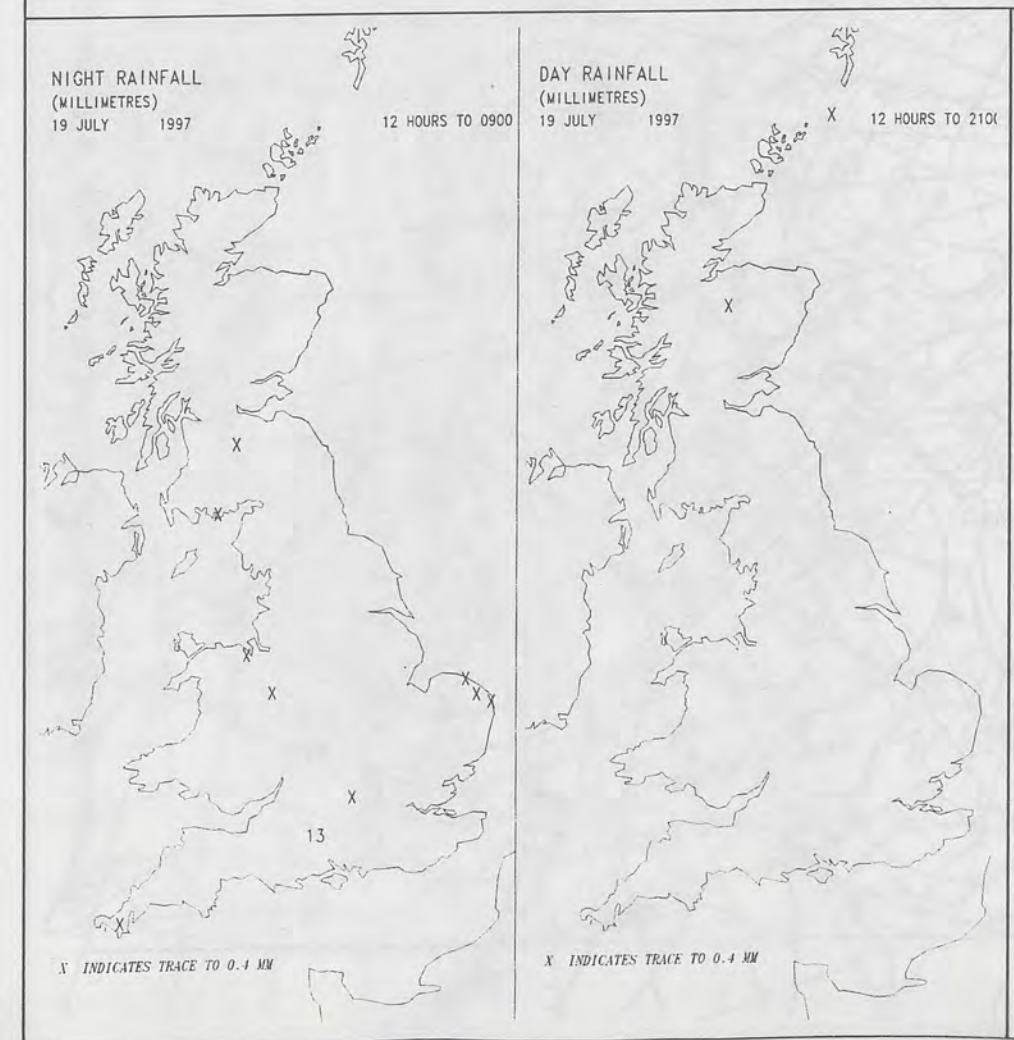 NIGHT RAINFALL
(MILLIMETRES)
19 JULY 1997 12 HOURS TO 0900
X
X
X
X
X
X
X
X
13
X
X INDICATES TRACE TO 0.4 MM
DAY RAINFALL
(MILLIMETRES)
19 JULY 1997 X 12 HOURS TO 210(
X
X INDICATES TRACE TO 0.4 MM